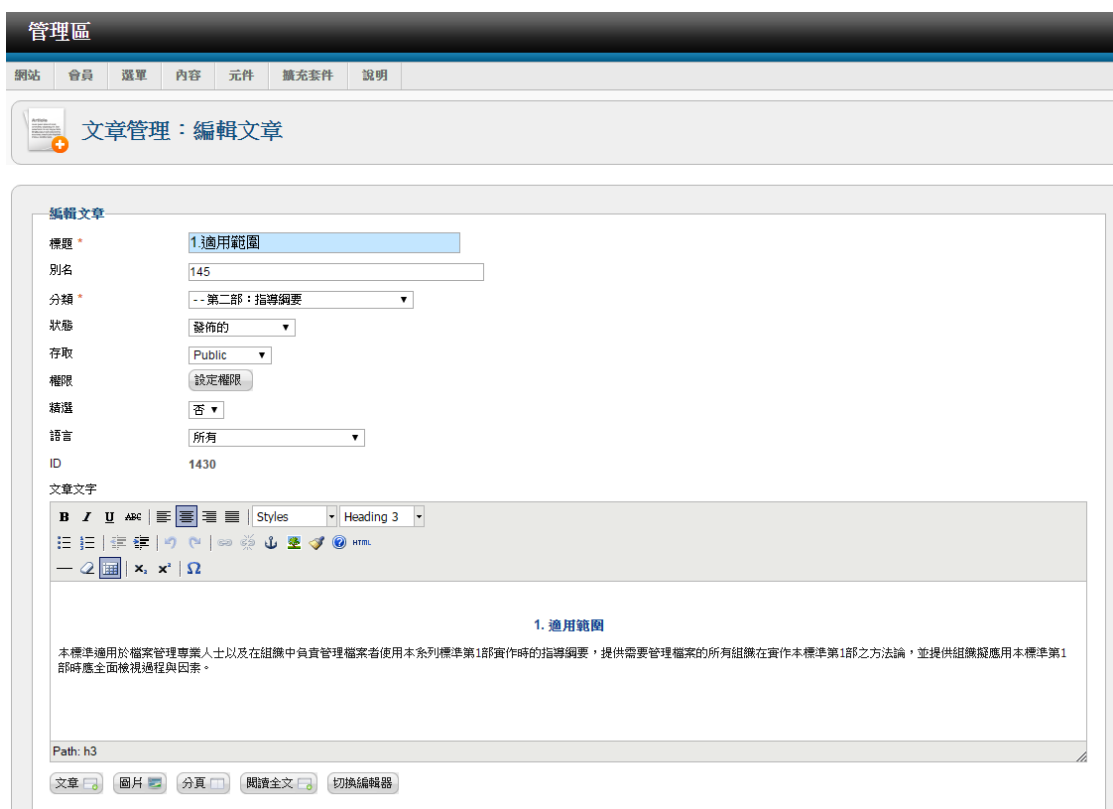 管理區
網站 會員 選單 內容 元件 擴充套件 說明
文章管理：編輯文章
編輯文章
標題 * 1.適用範圍
別名 145
分類 * - -第二部：指導綱要
狀態 發佈的
存取 Public
權限 設定權限
精選 否
語言 所有
ID 1430
文章文字
B I U ABC Styles Heading 3
HTML
x₂ x² Ω
1. 適用範圍
本標準適用於檔案管理專業人士以及在組織中負責管理檔案者使用本系列標準第1部實作時的指導綱要，提供需要管理檔案的所有組織在實作本標準第1部之方法論，並提供組織擬應用本標準第1
部時應全面檢視過程與因素。
Path: h3
文章 圖片 分頁 閱讀全文 切換編輯器